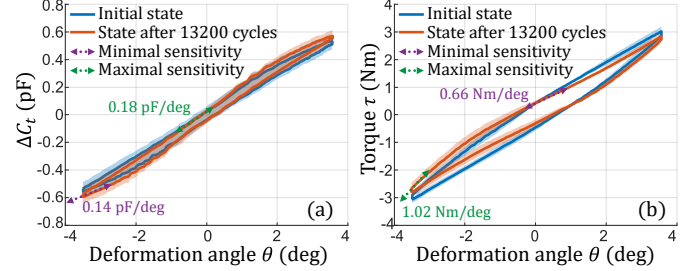 0.8
0.6
0.4
0.2
0
-0.2
-0.4
-0.6
-0.8
ΔCt (pF)
Initial state
State after 13200 cycles
Minimal sensitivity
Maximal sensitivity
0.18 pF/deg
0.14 pF/deg
(a)
-4 -2 0 2 4
Deformation angle θ (deg)
4
3
2
1
0
-1
-2
-3
-4
Torque τ (Nm)
Initial state
State after 13200 cycles
Minimal sensitivity
Maximal sensitivity
0.66 Nm/deg
1.02 Nm/deg
(b)
-4 -2 0 2 4
Deformation angle θ (deg)